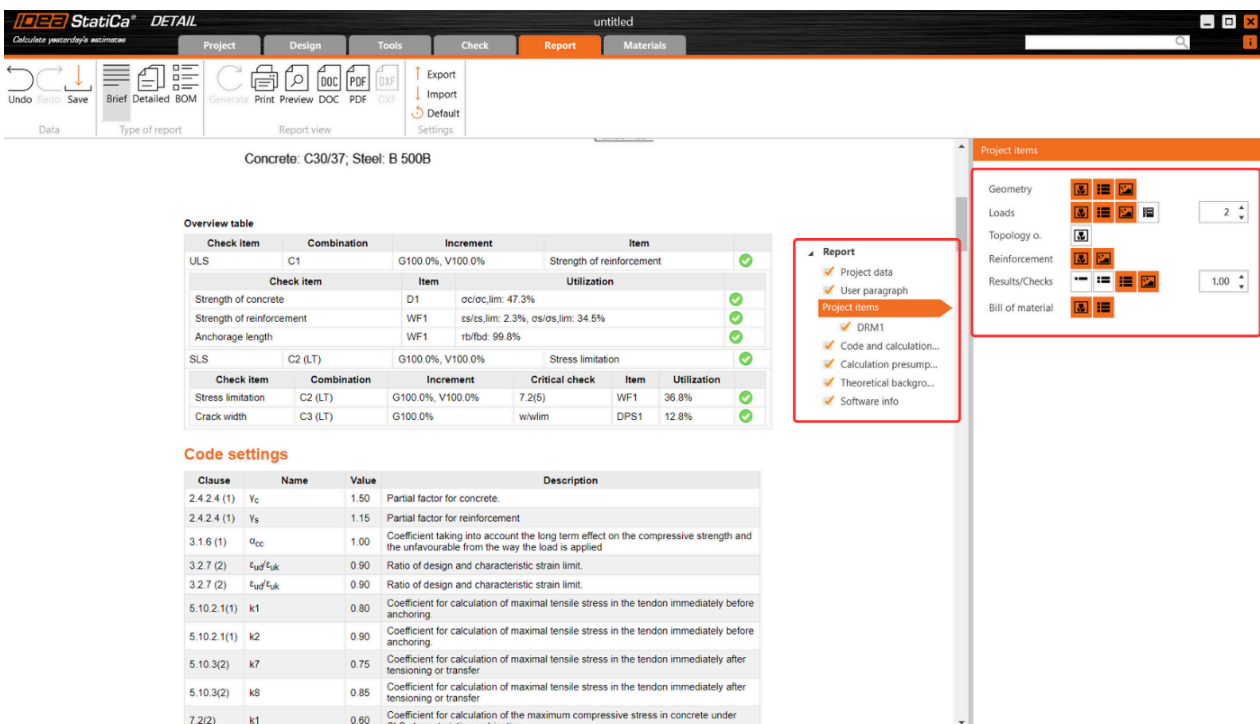 IDEA StatiCa® DETAIL
Calculate yesterday's estimates
untitled
Project Design Tools Check Report Materials
Undo Redo Save
Brief Detailed BOM
Generate Print Preview DOC PDF DXF
DOC PDF DXF
Export
Import
Default
Data Type of report Report view Settings
Concrete: C30/37; Steel: B 500B
Overview table
Check item Combination Increment Item
ULS C1 G100.0%, V100.0% Strength of reinforcement
Check item Item Utilization
Strength of concrete D1 σc/σc,lim: 47.3%
Strength of reinforcement WF1 εs/εs,lim: 2.3%, σs/σs,lim: 34.5%
Anchorage length WF1 τb/fbd: 99.8%
SLS C2 (LT) G100.0%, V100.0% Stress limitation
Check item Combination Increment Critical check Item Utilization
Stress limitation C2 (LT) G100.0%, V100.0% 7.2(5) WF1 36.8%
Crack width C3 (LT) G100.0% w/wlim DPS1 12.8%
Code settings
Clause Name Value Description
2.4.2.4 (1) γc 1.50 Partial factor for concrete.
2.4.2.4 (1) γs 1.15 Partial factor for reinforcement
3.1.6 (1) αcc 1.00 Coefficient taking into account the long term effect on the compressive strength and
the unfavourable from the way the load is applied
3.2.7 (2) εud/εuk 0.90 Ratio of design and characteristic strain limit.
3.2.7 (2) εud/εuk 0.90 Ratio of design and characteristic strain limit.
5.10.2.1(1) k1 0.80 Coefficient for calculation of maximal tensile stress in the tendon immediately before
anchoring.
5.10.2.1(1) k2 0.90 Coefficient for calculation of maximal tensile stress in the tendon immediately before
anchoring.
5.10.3(2) k7 0.75 Coefficient for calculation of maximal tensile stress in the tendon immediately after
tensioning or transfer
5.10.3(2) k8 0.85 Coefficient for calculation of maximal tensile stress in the tendon immediately after
tensioning or transfer
7.2(2) k1 0.60 Coefficient for calculation of the maximum compressive stress in concrete under
Report
Project data
User paragraph
Project items
DRM1
Code and calculation...
Calculation presump...
Theoretical backgro...
Software info
Project items
Geometry
Loads 2
Topology o.
Reinforcement
Results/Checks 1.00
Bill of material